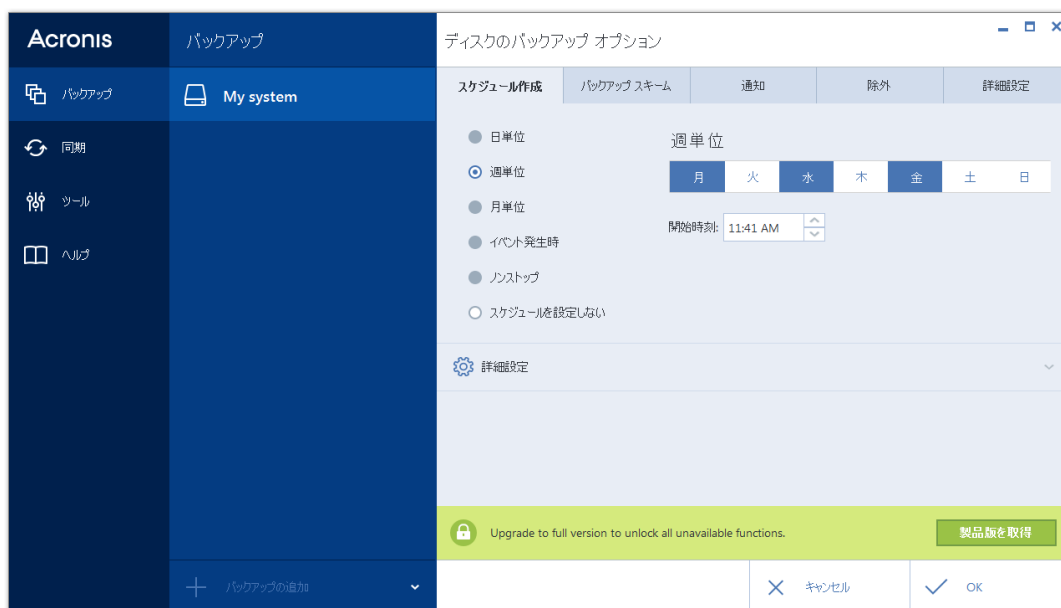 Acronis
バックアップ
ディスクのバックアップ オプション
バックアップ
My system
スケジュール作成
バックアップ スキーム
通知
除外
詳細設定
同期
ツール
ヘルプ
日単位
週単位
月単位
イベント発生時
ノンストップ
スケジュールを設定しない
週単位
月 火 水 木 金 土 日
開始時刻: 11:41 AM
詳細設定
Upgrade to full version to unlock all unavailable functions.
製品版を取得
バックアップの追加
キャンセル
OK